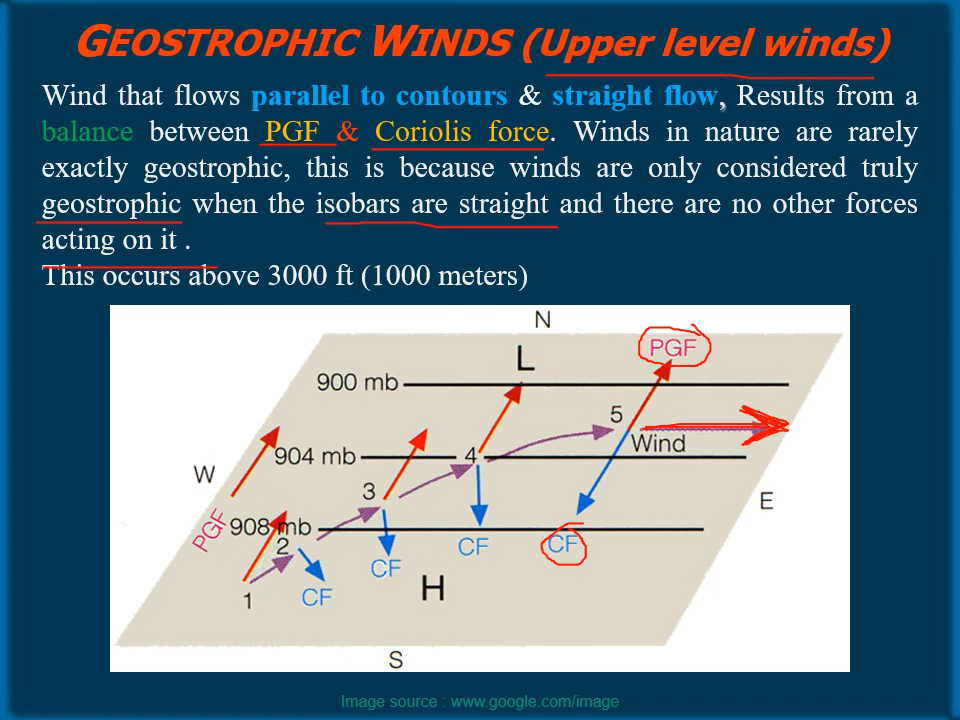 GEOSTROPHIC WINDS (Upper level winds)
Wind that flows parallel to contours & straight flow, Results from a
balance between PGF & Coriolis force. Winds in nature are rarely
exactly geostrophic, this is because winds are only considered truly
geostrophic when the isobars are straight and there are no other forces
acting on it .
This occurs above 3000 ft (1000 meters)
N
L
PGF
900 mb
5
Wind
904 mb
4
W
3
E
PGF
908 mb
2
CF
CF
CF
CF
H
1
S
Image source : www.google.com/image